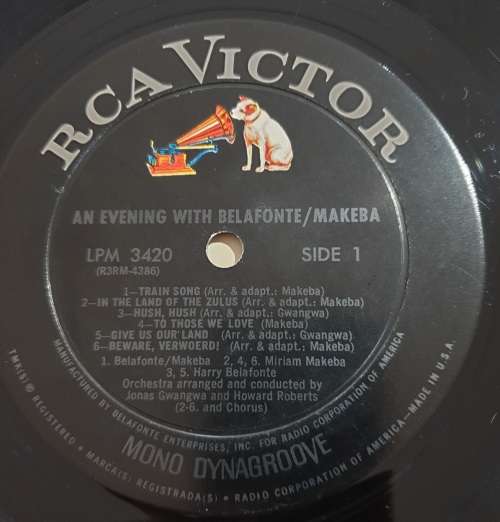 RCA VICTOR
AN EVENING WITH BELAFONTE/MAKEBA
LPM 3420
(R3RM-4386)
SIDE 1
1—TRAIN SONG (Arr. & adapt.: Makeba)
2—IN THE LAND OF THE ZULUS (Arr. & adapt.: Makeba)
3—HUSH, HUSH (Arr. & adapt.: Gwangwa)
4—TO THOSE WE LOVE (Makeba)
5—GIVE US OUR LAND (Arr. & adapt.: Gwangwa)
6—BEWARE, VERWOERD! (Arr. & adapt.: Makeba)
1. Belafonte/Makeba 2, 4, 6. Miriam Makeba
3, 5. Harry Belafonte
Orchestra arranged and conducted by
Jonas Gwangwa and Howard Roberts
(2-6. and Chorus)
MANUFACTURED BY BELAFONTE ENTERPRISES, INC. FOR RADIO CORPORATION OF AMERICA
MONO DYNAGROOVE
TMK(S) ® REGISTERED • MARCA(S) REGISTRADA(S) • RADIO CORPORATION OF AMERICA—MADE IN U.S.A.